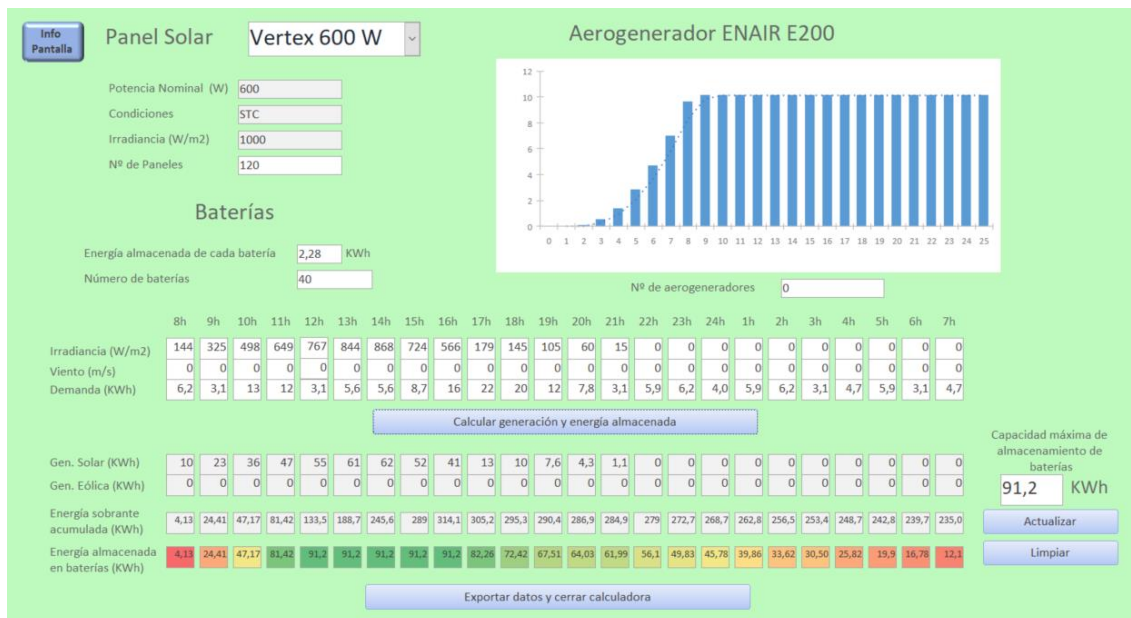 Info
Pantalla
Panel Solar
Vertex 600 W
Aerogenerador ENAIR E200
Potencia Nominal (W) 600
Condiciones STC
Irradiancia (W/m2) 1000
Nº de Paneles 120
12
10
8
6
4
2
0
0 1 2 3 4 5 6 7 8 9 10 11 12 13 14 15 16 17 18 19 20 21 22 23 24 25
Baterías
Energía almacenada de cada batería 2,28 KWh
Número de baterías 40
Nº de aerogeneradores 0
8h 9h 10h 11h 12h 13h 14h 15h 16h 17h 18h 19h 20h 21h 22h 23h 24h 1h 2h 3h 4h 5h 6h 7h
Irradiancia (W/m2) 144 325 498 649 767 844 868 724 566 179 145 105 60 15 0 0 0 0 0 0 0 0 0 0
Viento (m/s) 0 0 0 0 0 0 0 0 0 0 0 0 0 0 0 0 0 0 0 0 0 0 0 0
Demanda (KWh) 6,2 3,1 13 12 3,1 5,6 5,6 8,7 16 22 20 12 7,8 3,1 5,9 6,2 4,0 5,9 6,2 3,1 4,7 5,9 3,1 4,7
Calcular generación y energía almacenada
Gen. Solar (KWh) 10 23 36 47 55 61 62 52 41 13 10 7,6 4,3 1,1 0 0 0 0 0 0 0 0 0 0
Gen. Eólica (KWh) 0 0 0 0 0 0 0 0 0 0 0 0 0 0 0 0 0 0 0 0 0 0 0 0
Energía sobrante
acumulada (KWh) 4,13 24,41 47,17 81,42 133,5 188,7 245,6 289 314,1 305,2 295,3 290,4 286,9 284,9 279 272,7 268,7 262,8 256,5 253,4 248,7 242,8 239,7 235,0
Energía almacenada
en baterías (KWh) 4,13 24,41 47,17 81,42 91,2 91,2 91,2 91,2 91,2 82,26 72,42 67,51 64,03 61,99 56,1 49,83 45,78 39,86 33,62 30,50 25,82 19,9 16,78 12,1
Capacidad máxima de
almacenamiento de
baterías
91,2 KWh
Actualizar
Limpiar
Exportar datos y cerrar calculadora